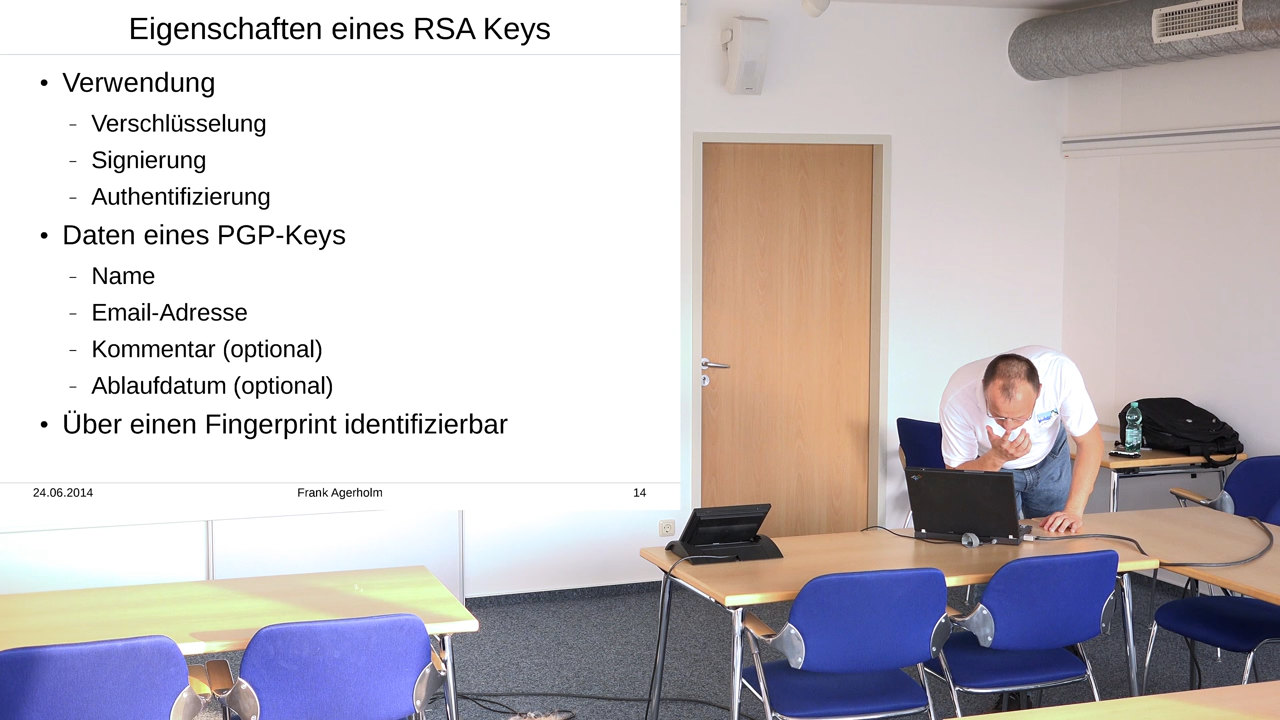 Eigenschaften eines RSA Keys
• Verwendung
– Verschlüsselung
– Signierung
– Authentifizierung
• Daten eines PGP-Keys
– Name
– Email-Adresse
– Kommentar (optional)
– Ablaufdatum (optional)
• Über einen Fingerprint identifizierbar
24.06.2014 Frank Agerholm 14